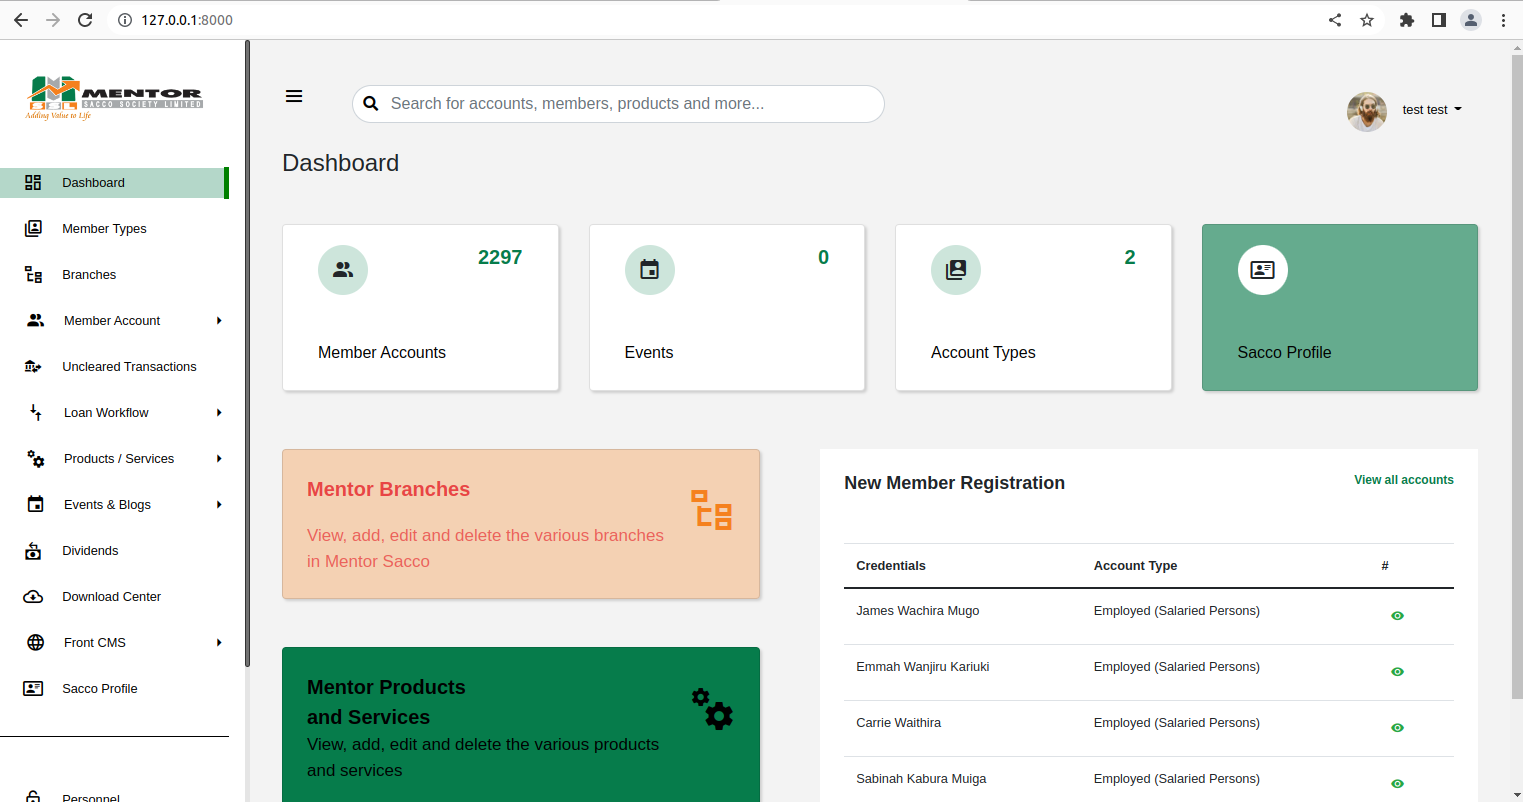 127.0.0.1:8000
MENTOR
SACCO SOCIETY LIMITED
Adding Value to Life
Search for accounts, members, products and more...
test test
Dashboard
Dashboard
Member Types
Branches
Member Account
Uncleared Transactions
Loan Workflow
Products / Services
Events & Blogs
Dividends
Download Center
Front CMS
Sacco Profile
Personnel
2297
Member Accounts
0
Events
2
Account Types
Sacco Profile
Mentor Branches
View, add, edit and delete the various branches
in Mentor Sacco
Mentor Products
and Services
View, add, edit and delete the various products
and services
New Member Registration
View all accounts
Credentials Account Type #
James Wachira Mugo Employed (Salaried Persons)
Emmah Wanjiru Kariuki Employed (Salaried Persons)
Carrie Waithira Employed (Salaried Persons)
Sabinah Kabura Muiga Employed (Salaried Persons)